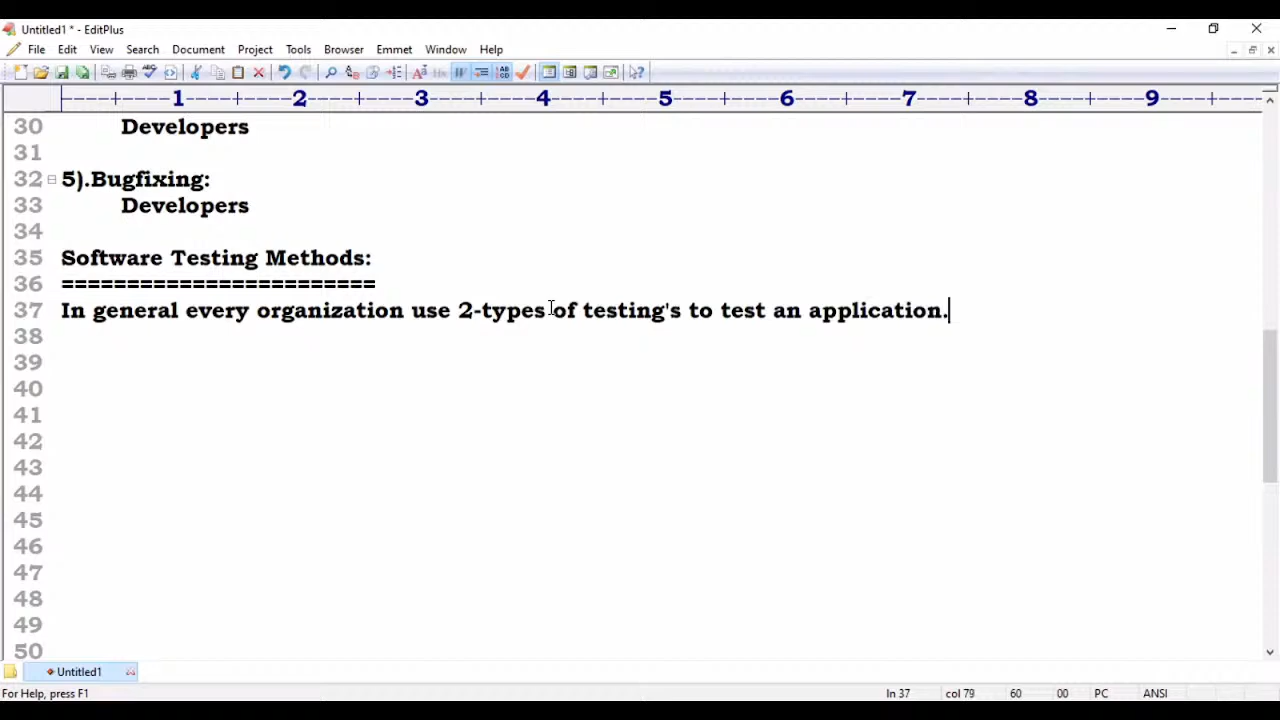 Untitled1 * - EditPlus
File Edit View Search Document Project Tools Browser Emmet Window Help
----+----1----+----2----+----3----+----4----+----5----+----6----+----7----+----8----+----9----+----
30 Developers
31
32 5).Bugfixing:
33 Developers
34
35 Software Testing Methods:
36 ========================
37 In general every organization use 2-types of testing's to test an application.
38
39
40
41
42
43
44
45
46
47
48
49
50
Untitled1
For Help, press F1 ln 37 col 79 60 00 PC ANSI